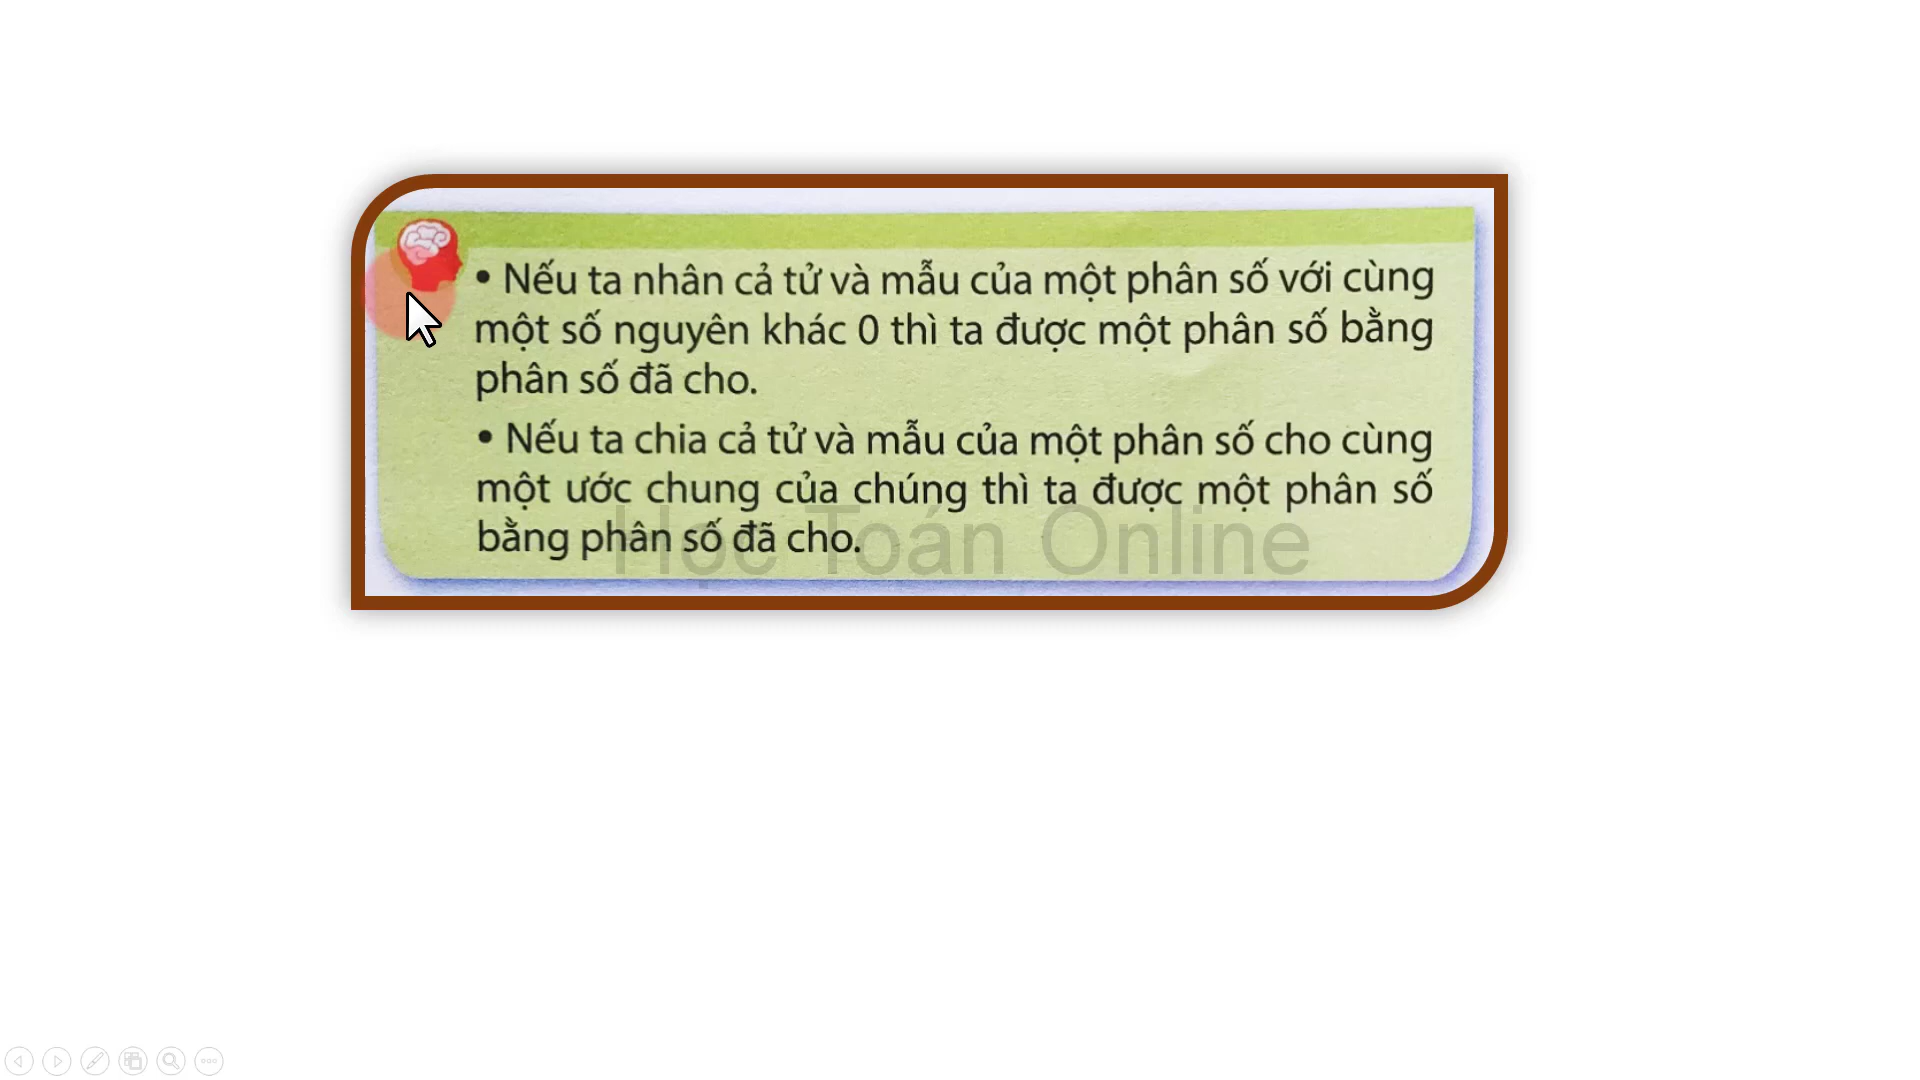 • Nếu ta nhân cả tử và mẫu của một phân số với cùng
một số nguyên khác 0 thì ta được một phân số bằng
phân số đã cho.
• Nếu ta chia cả tử và mẫu của một phân số cho cùng
một ước chung của chúng thì ta được một phân số
bằng phân số đã cho.
Học Toán Online